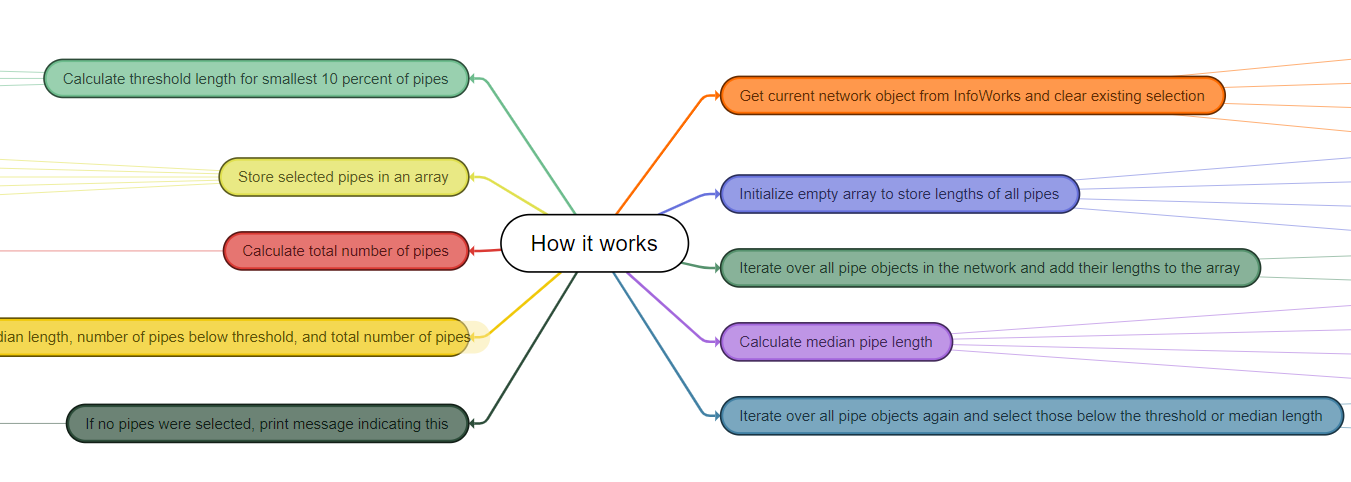 How it works
Get current network object from InfoWorks and clear existing selection
Initialize empty array to store lengths of all pipes
Iterate over all pipe objects in the network and add their lengths to the array
Calculate median pipe length
Iterate over all pipe objects again and select those below the threshold or median length
Calculate threshold length for smallest 10 percent of pipes
Store selected pipes in an array
Calculate total number of pipes
length, number of pipes below threshold, and total number of pipes
If no pipes were selected, print message indicating this